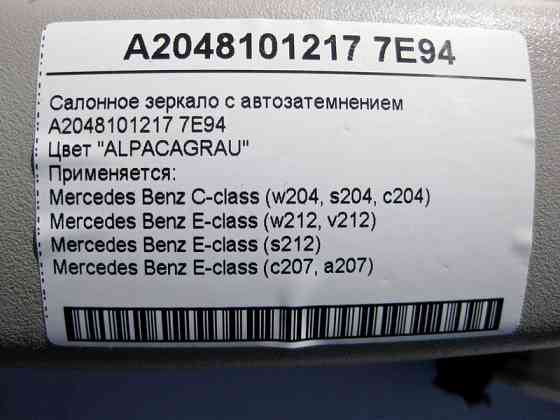 A2048101217 7E94
Салонное зеркало с автозатемнением
A2048101217 7E94
Цвет "ALPACAGRAU"
Применяется:
Mercedes Benz C-class (w204, s204, c204)
Mercedes Benz E-class (w212, v212)
Mercedes Benz E-class (s212)
Mercedes Benz E-class (c207, a207)